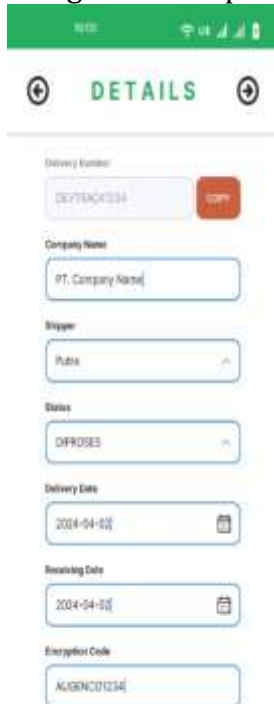 DETAILS
Delivery Number
COPY
Company Name
PT. Company Name
Shipper
Putra
Status
DIPROSES
Delivery Date
2024-04-02
Receiving Date
2024-04-02
Encryption Code